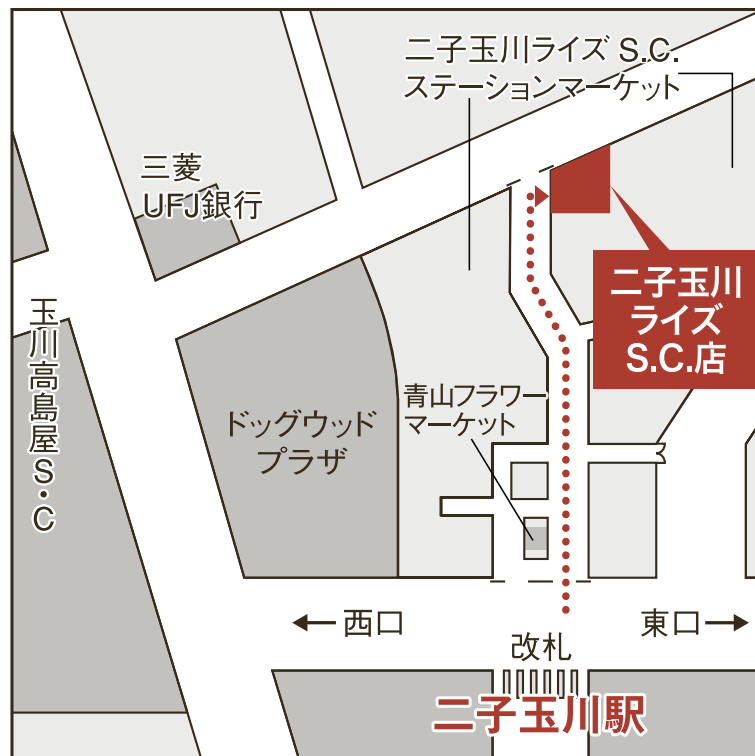 二子玉川ライズ S.C.
ステーションマーケット
三菱
UFJ銀行
二子玉川
ライズ
S.C.店
玉川高島屋S・C
青山フラワー
マーケット
ドッグウッド
プラザ
←西口
東口→
改札
二子玉川駅